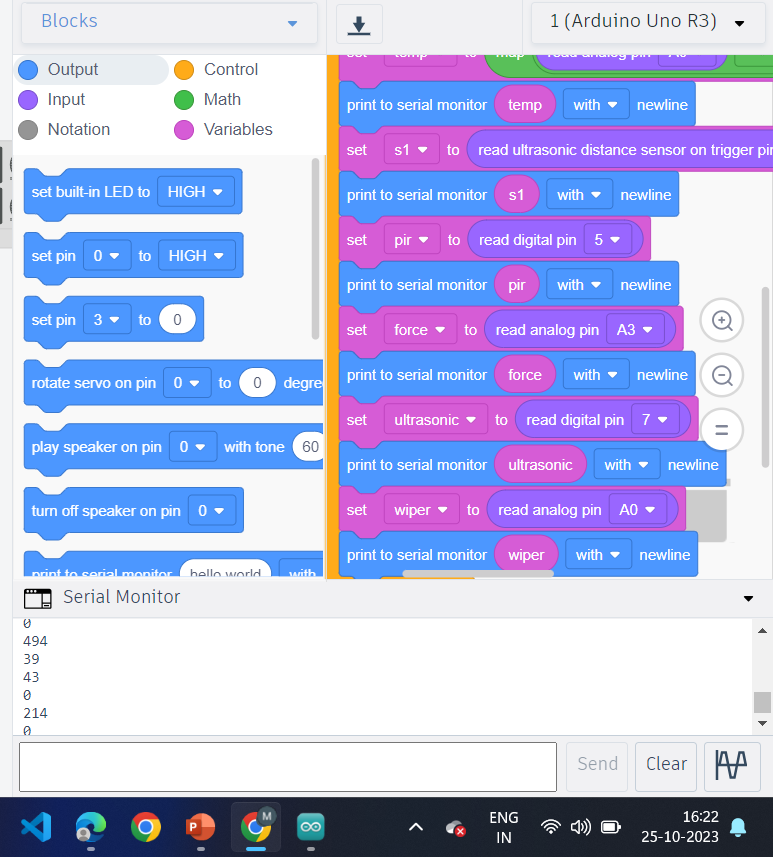 Blocks
1 (Arduino Uno R3)
Output
Control
Input
Math
Notation
Variables
set built-in LED to HIGH
set pin 0 to HIGH
set pin 3 to 0
rotate servo on pin 0 to 0 degre
play speaker on pin 0 with tone 60
turn off speaker on pin 0
print to serial monitor hello world with
set temp to map read analog pin
print to serial monitor temp with newline
set s1 to read ultrasonic distance sensor on trigger pin
print to serial monitor s1 with newline
set pir to read digital pin 5
print to serial monitor pir with newline
set force to read analog pin A3
print to serial monitor force with newline
set ultrasonic to read digital pin 7
print to serial monitor ultrasonic with newline
set wiper to read analog pin A0
print to serial monitor wiper with newline
=
Serial Monitor
0
494
39
43
0
214
0
Send
Clear
M
P
ENG
IN
16:22
25-10-2023